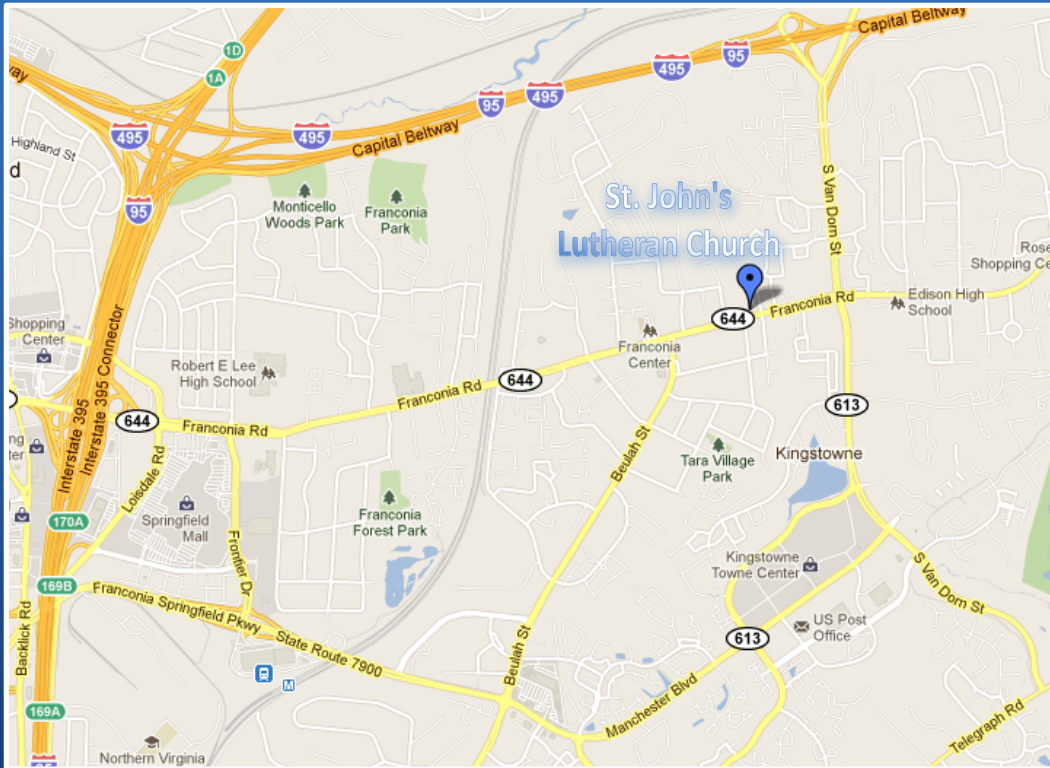 Capital Beltway
1D
1A
way
495
95
495
95
495
495
Capital Beltway
Highland St
d
95
Monticello
Woods Park
Franconia
Park
S Van Dorn St
St. John's
Lutheran Church
Rose
Shopping Ce
Edison High
School
Franconia Rd
644
Shopping
Center
Franconia
Center
Robert E Lee
High School
Interstate 395
Interstate 395 Connector
644
Franconia Rd
613
644
Franconia Rd
Loisdale Rd
Beulah St
Tara Village
Park
Kingstowne
Springfield
Mall
Franconia
Forest Park
170A
Frontier Dr
Kingstowne
Towne Center
169B
Franconia Springfield Pkwy
State Route 7900
S Van Dorn St
US Post
Office
613
Backlick Rd
Beulah St
M
Manchester Blvd
169A
Telegraph Rd
Northern Virginia